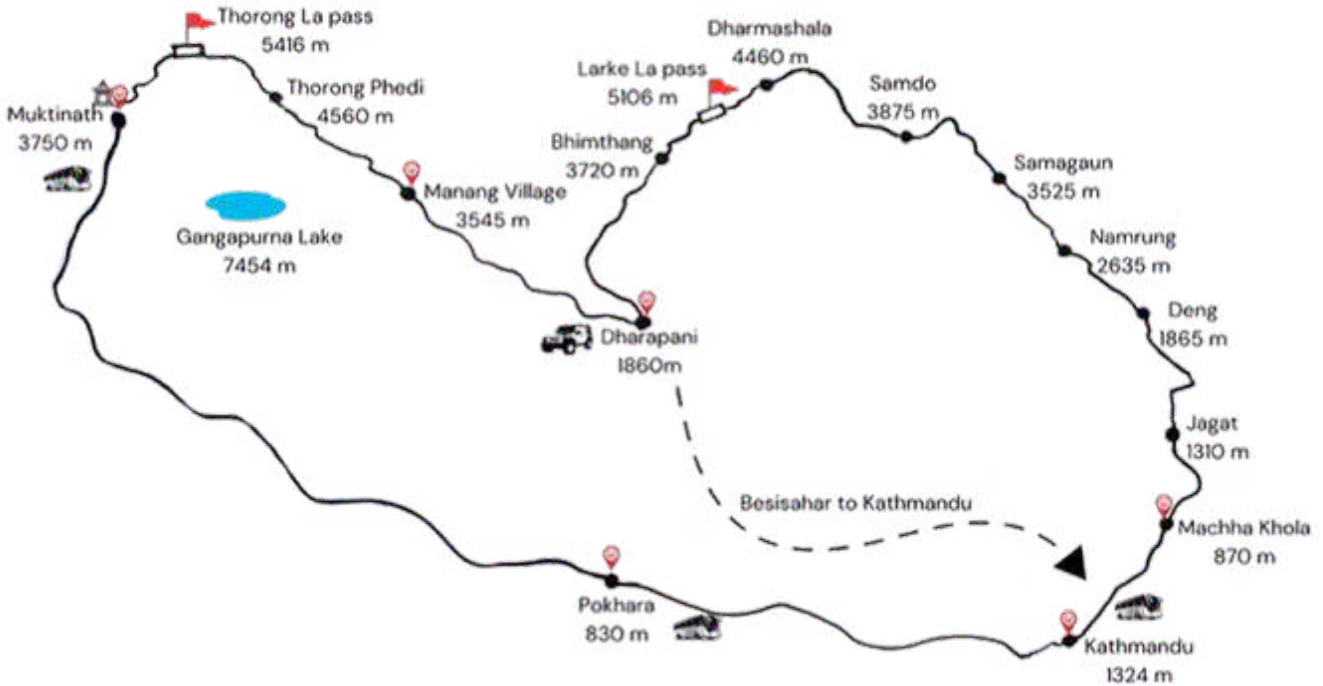 Thorong La pass
5416 m
Dharmashala
4460 m
Larke La pass
5106 m
Samdo
3875 m
Thorong Phedi
4560 m
Muktinath
3750 m
Bhimthang
3720 m
Samagaun
3525 m
Manang Village
3545 m
Gangapurna Lake
7454 m
Namrung
2635 m
Deng
1865 m
Dharapani
1860m
Jagat
1310 m
Besisahar to Kathmandu
Machha Khola
870 m
Pokhara
830 m
Kathmandu
1324 m